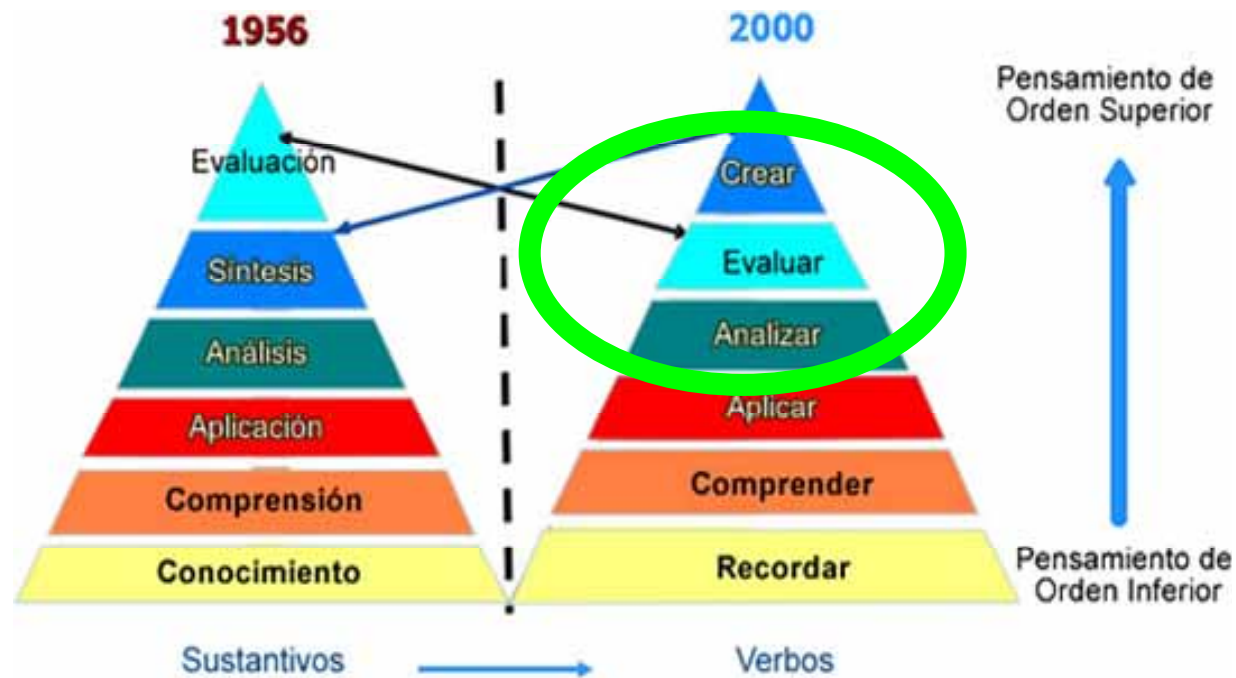 1956
2000
Pensamiento de
Orden Superior
Evaluación
Síntesis
Análisis
Aplicación
Comprensión
Conocimiento
Crear
Evaluar
Analizar
Aplicar
Comprender
Recordar
Pensamiento de
Orden Inferior
Sustantivos
Verbos